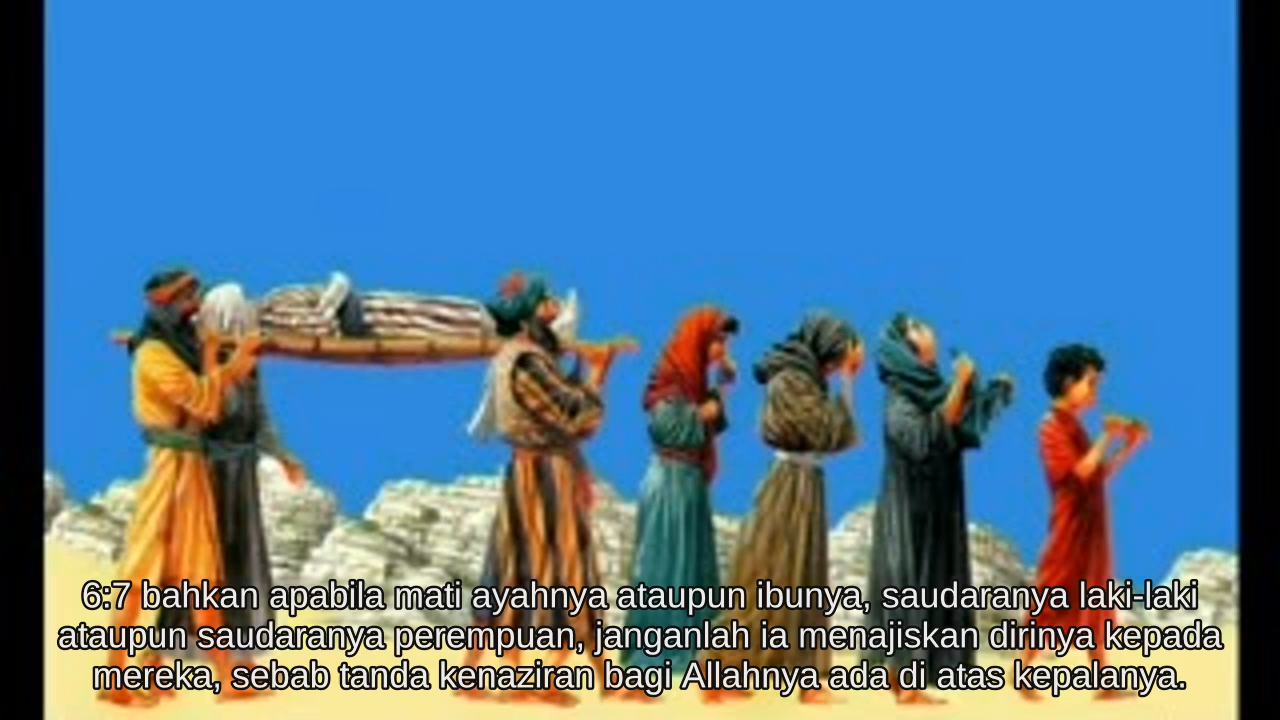 6:7 bahkan apabila mati ayahnya ataupun ibunya, saudaranya laki-laki
ataupun saudaranya perempuan, janganlah ia menajiskan dirinya kepada
mereka, sebab tanda kenaziran bagi Allahnya ada di atas kepalanya.